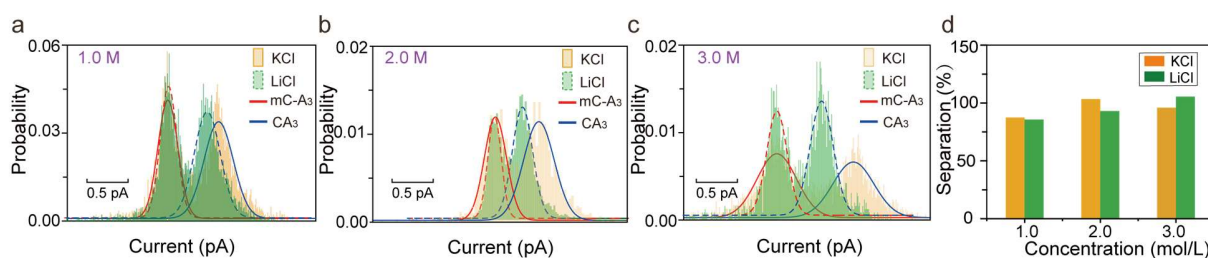 a
0.06
0.03
0.00
Probability
1.0 M
0.5 pA
KCl
LiCl
mC-A3
CA3
Current (pA)
b
0.02
0.01
0.00
Probability
2.0 M
0.5 pA
KCl
LiCl
mC-A3
CA3
Current (pA)
c
0.02
0.01
0.00
Probability
3.0 M
0.5 pA
KCl
LiCl
mC-A3
CA3
Current (pA)
d
150
100
50
0
Separation (%)
KCl
LiCl
1.0
2.0
3.0
Concentration (mol/L)